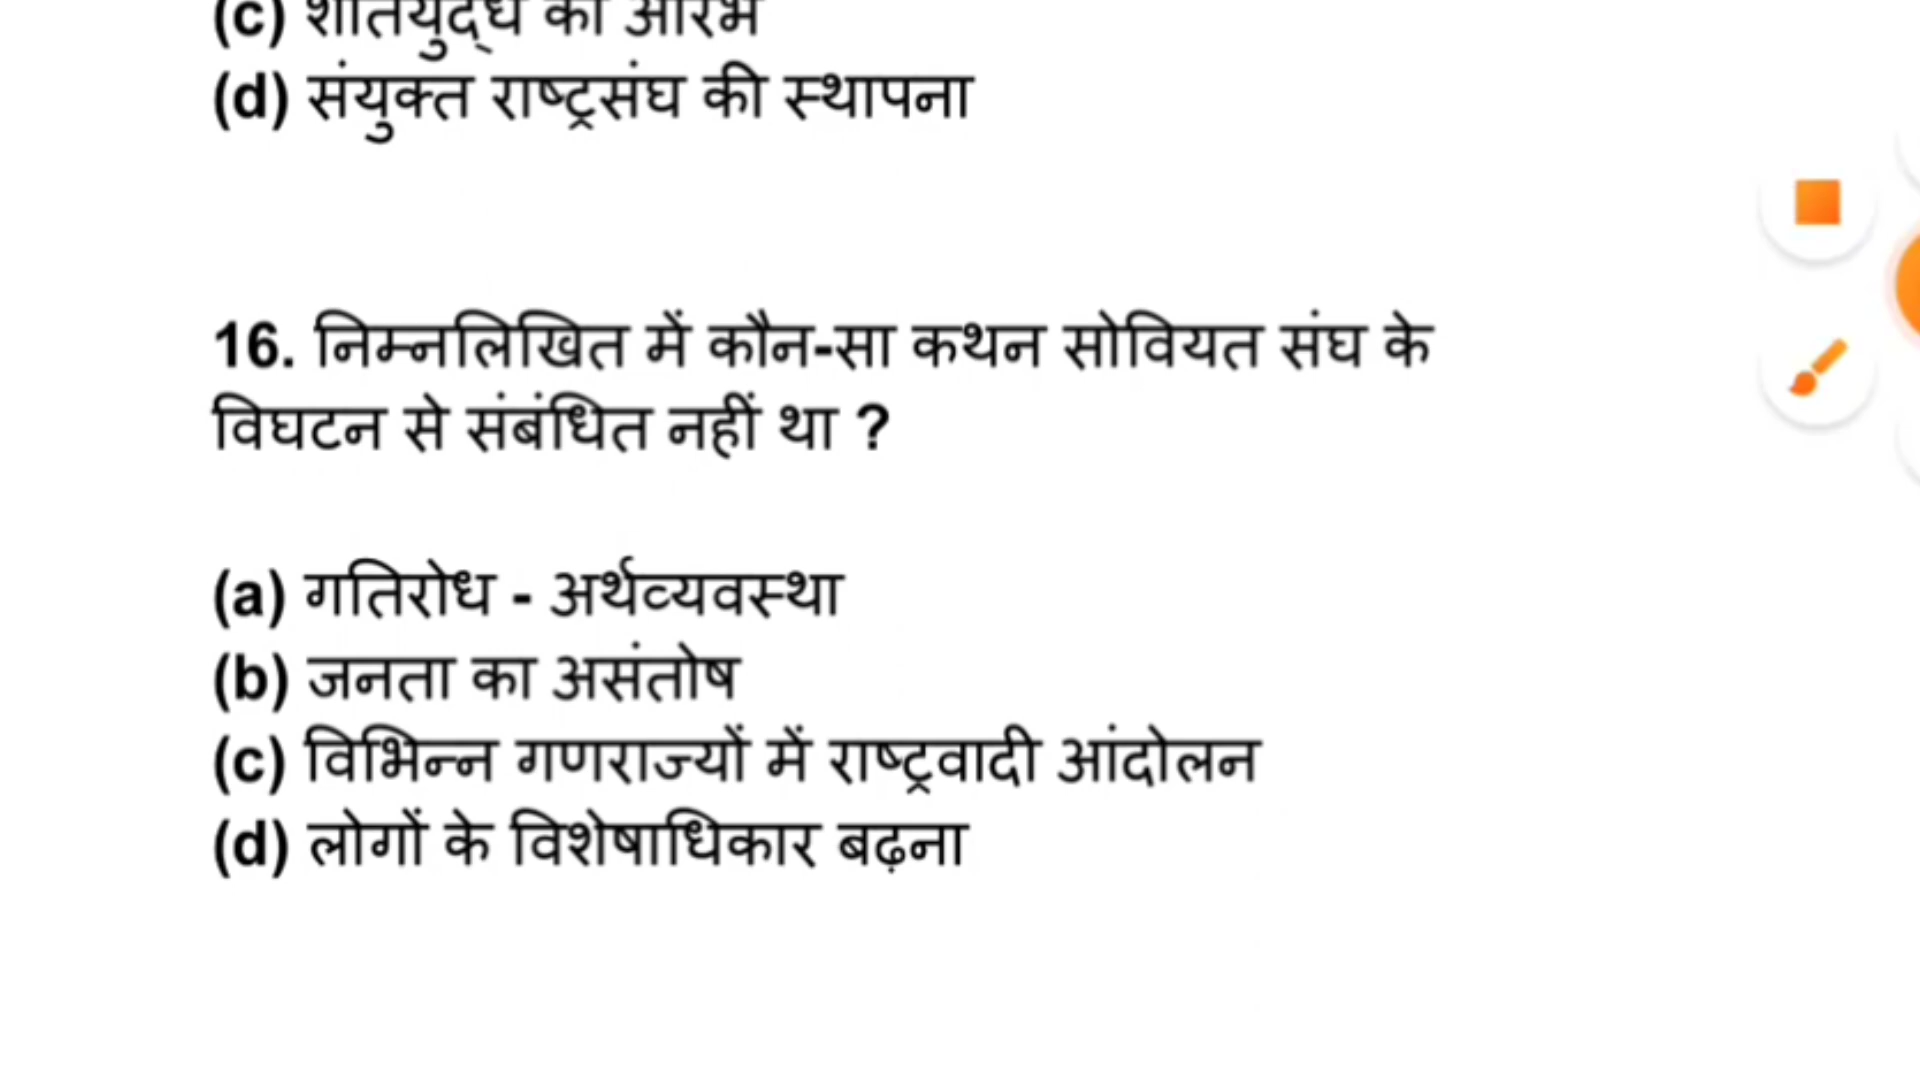 (c) शीतयुद्ध का आरंभ
(d) संयुक्त राष्ट्रसंघ की स्थापना
16. निम्नलिखित में कौन-सा कथन सोवियत संघ के
विघटन से संबंधित नहीं था ?
(a) गतिरोध - अर्थव्यवस्था
(b) जनता का असंतोष
(c) विभिन्न गणराज्यों में राष्ट्रवादी आंदोलन
(d) लोगों के विशेषाधिकार बढ़ना